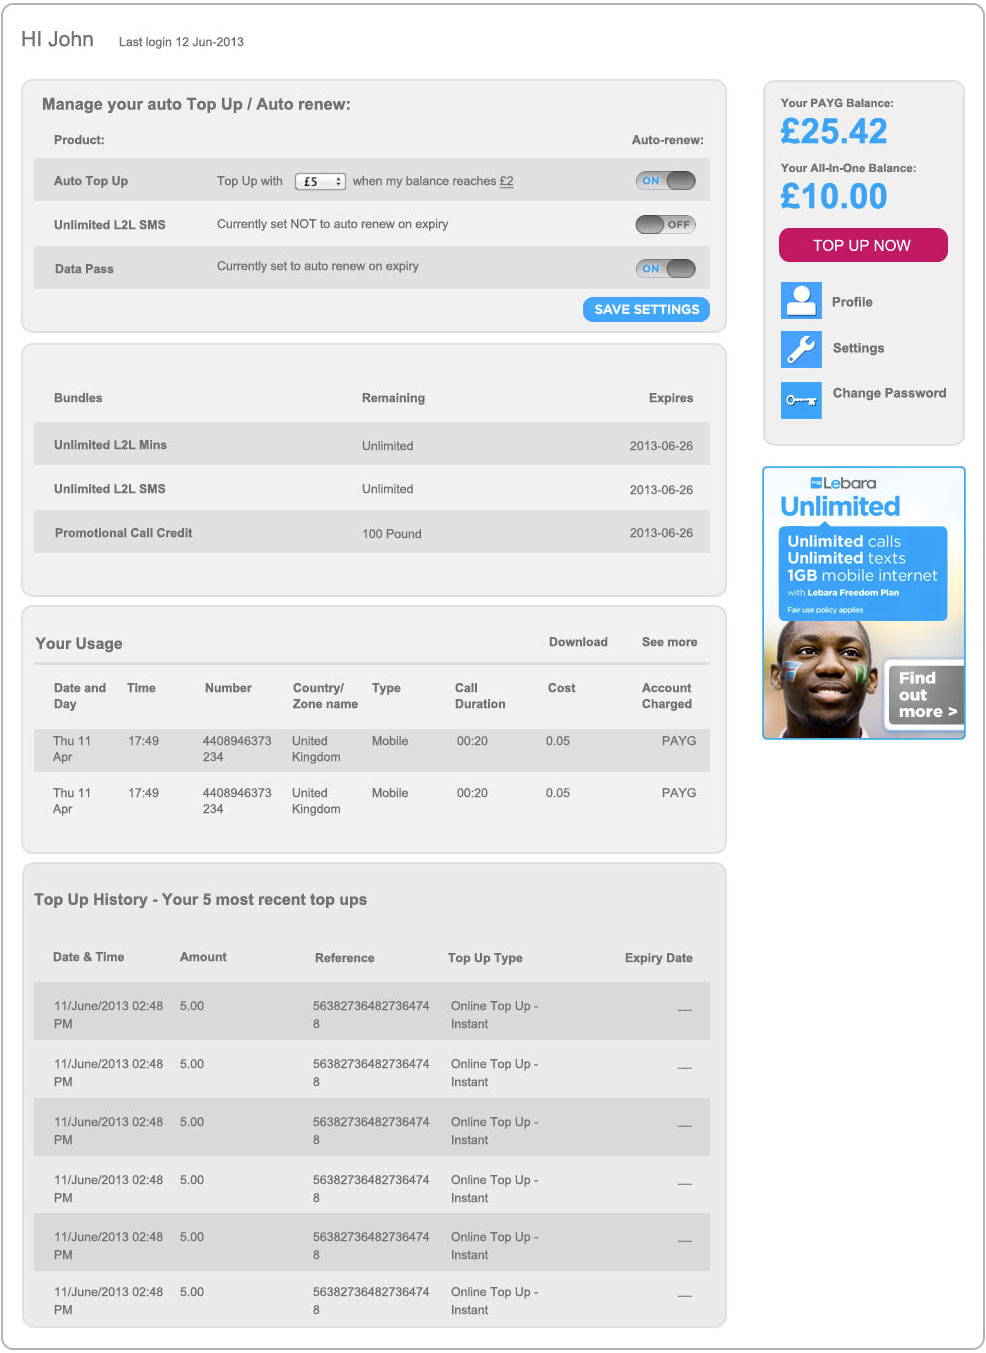 HI John Last login 12 Jun-2013
Manage your auto Top Up / Auto renew:
Product: Auto-renew:
Auto Top Up Top Up with £5 when my balance reaches £2 ON
Unlimited L2L SMS Currently set NOT to auto renew on expiry OFF
Data Pass Currently set to auto renew on expiry ON
SAVE SETTINGS
Bundles Remaining Expires
Unlimited L2L Mins Unlimited 2013-06-26
Unlimited L2L SMS Unlimited 2013-06-26
Promotional Call Credit 100 Pound 2013-06-26
Your Usage Download See more
Date and Time Number Country/ Type Call Cost Account
Day Zone name Duration Charged
Thu 11 17:49 4408946373 United Mobile 00:20 0.05 PAYG
Apr 234 Kingdom
Thu 11 17:49 4408946373 United Mobile 00:20 0.05 PAYG
Apr 234 Kingdom
Top Up History - Your 5 most recent top ups
Date & Time Amount Reference Top Up Type Expiry Date
11/June/2013 02:48 5.00 56382736482736474 Online Top Up - —
PM 8 Instant
11/June/2013 02:48 5.00 56382736482736474 Online Top Up - —
PM 8 Instant
11/June/2013 02:48 5.00 56382736482736474 Online Top Up - —
PM 8 Instant
11/June/2013 02:48 5.00 56382736482736474 Online Top Up - —
PM 8 Instant
11/June/2013 02:48 5.00 56382736482736474 Online Top Up - —
PM 8 Instant
11/June/2013 02:48 5.00 56382736482736474 Online Top Up - —
PM 8 Instant
Your PAYG Balance:
£25.42
Your All-In-One Balance:
£10.00
TOP UP NOW
Profile
Settings
Change Password
Lebara
Unlimited
Unlimited calls
Unlimited texts
1GB mobile internet
with Lebara Freedom Plan
Fair use policy applies
Find
out
more >